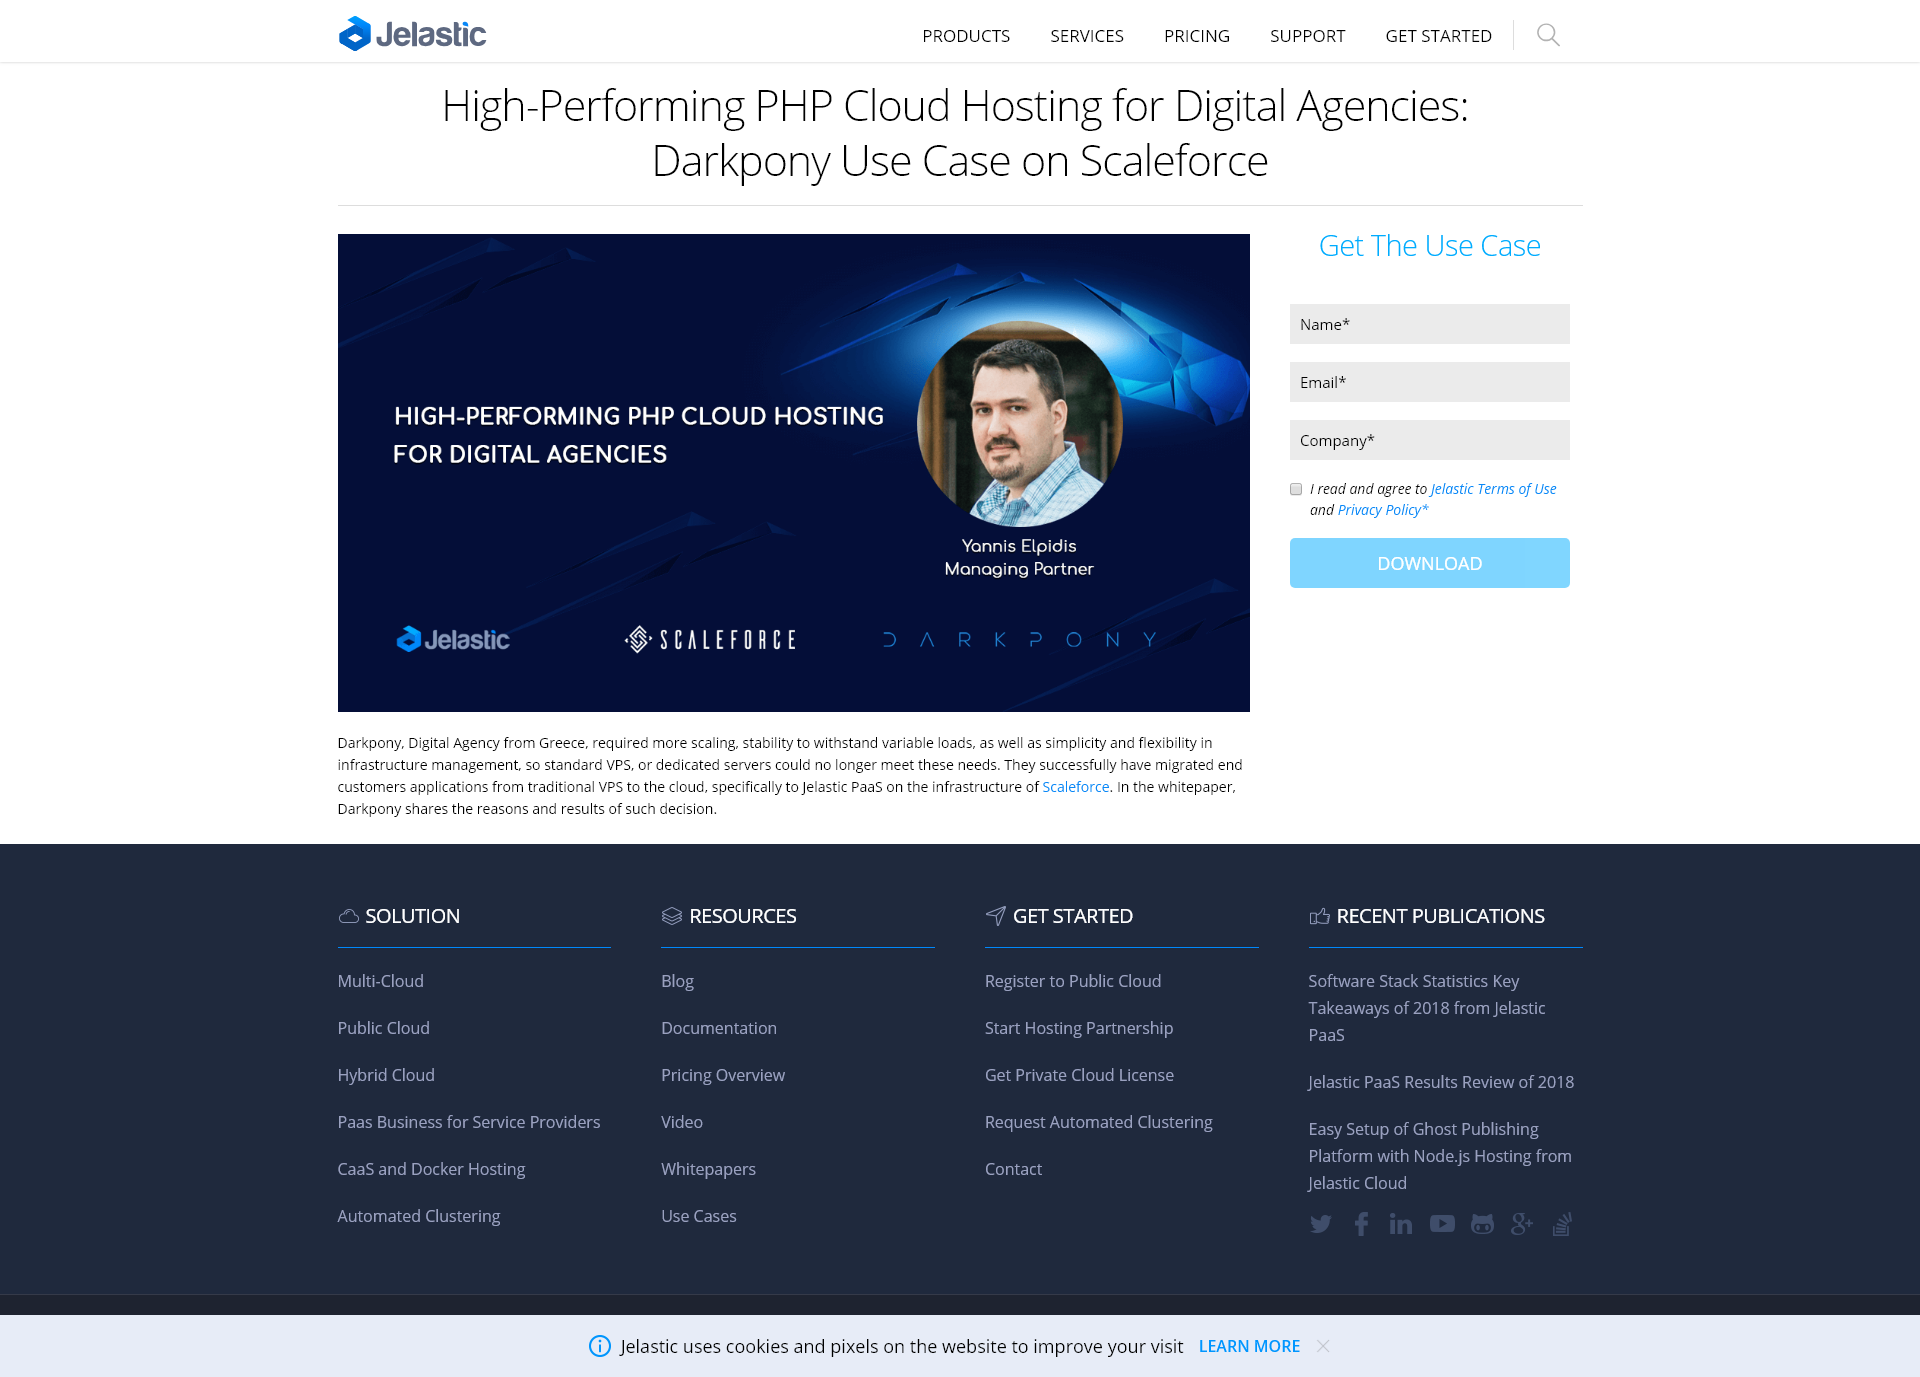 Jelastic
PRODUCTS
SERVICES
PRICING
SUPPORT
GET STARTED
High-Performing PHP Cloud Hosting for Digital Agencies:
Darkpony Use Case on Scaleforce
HIGH-PERFORMING PHP CLOUD HOSTING
FOR DIGITAL AGENCIES
Yannis Elpidis
Managing Partner
Jelastic
SCALEFORCE
DARKPONY
Get The Use Case
Name*
Email*
Company*
I read and agree to Jelastic Terms of Use
and Privacy Policy*
DOWNLOAD
Darkpony, Digital Agency from Greece, required more scaling, stability to withstand variable loads, as well as simplicity and flexibility in
infrastructure management, so standard VPS, or dedicated servers could no longer meet these needs. They successfully have migrated end
customers applications from traditional VPS to the cloud, specifically to Jelastic PaaS on the infrastructure of Scaleforce. In the whitepaper,
Darkpony shares the reasons and results of such decision.
SOLUTION
Multi-Cloud
Public Cloud
Hybrid Cloud
Paas Business for Service Providers
CaaS and Docker Hosting
Automated Clustering
RESOURCES
Blog
Documentation
Pricing Overview
Video
Whitepapers
Use Cases
GET STARTED
Register to Public Cloud
Start Hosting Partnership
Get Private Cloud License
Request Automated Clustering
Contact
RECENT PUBLICATIONS
Software Stack Statistics Key
Takeaways of 2018 from Jelastic
PaaS
Jelastic PaaS Results Review of 2018
Easy Setup of Ghost Publishing
Platform with Node.js Hosting from
Jelastic Cloud
Jelastic uses cookies and pixels on the website to improve your visit
LEARN MORE